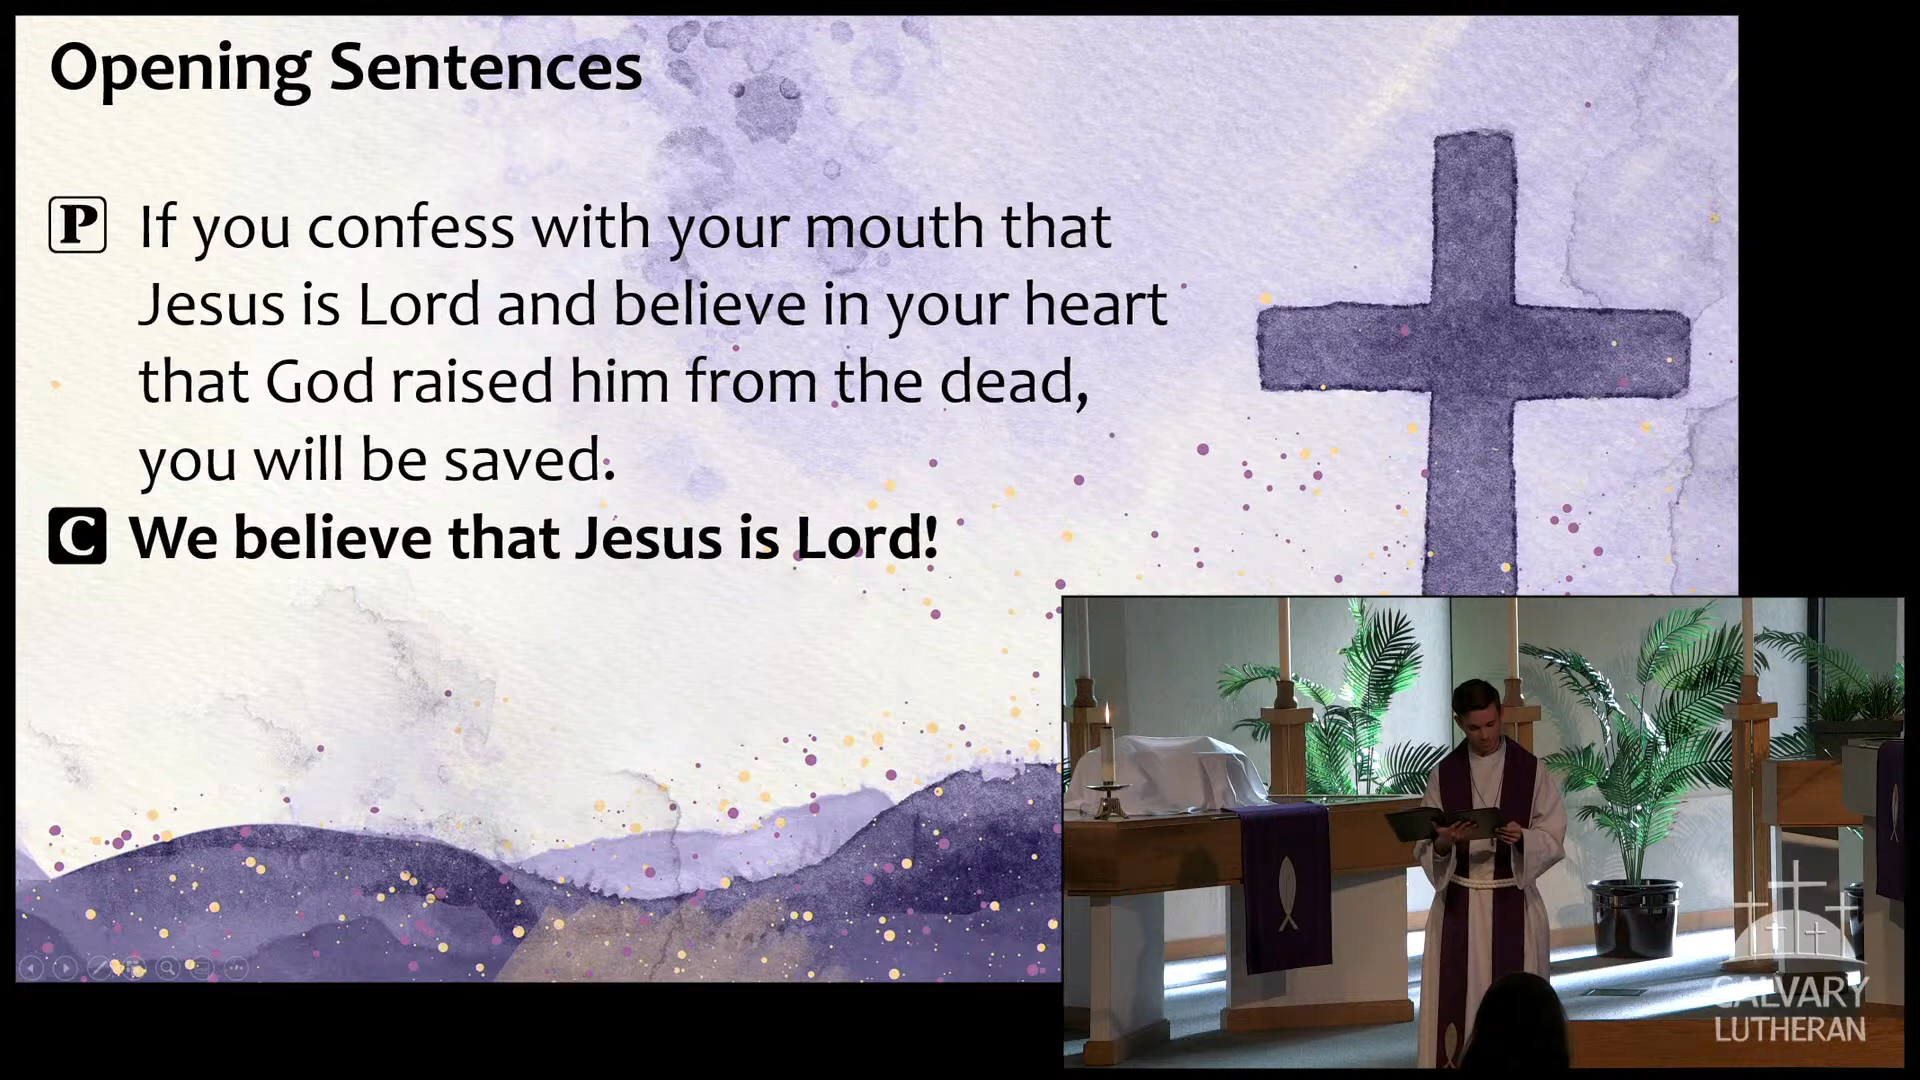 Opening Sentences
P If you confess with your mouth that
Jesus is Lord and believe in your heart
that God raised him from the dead,
you will be saved.
C We believe that Jesus is Lord!
CALVARY
LUTHERAN